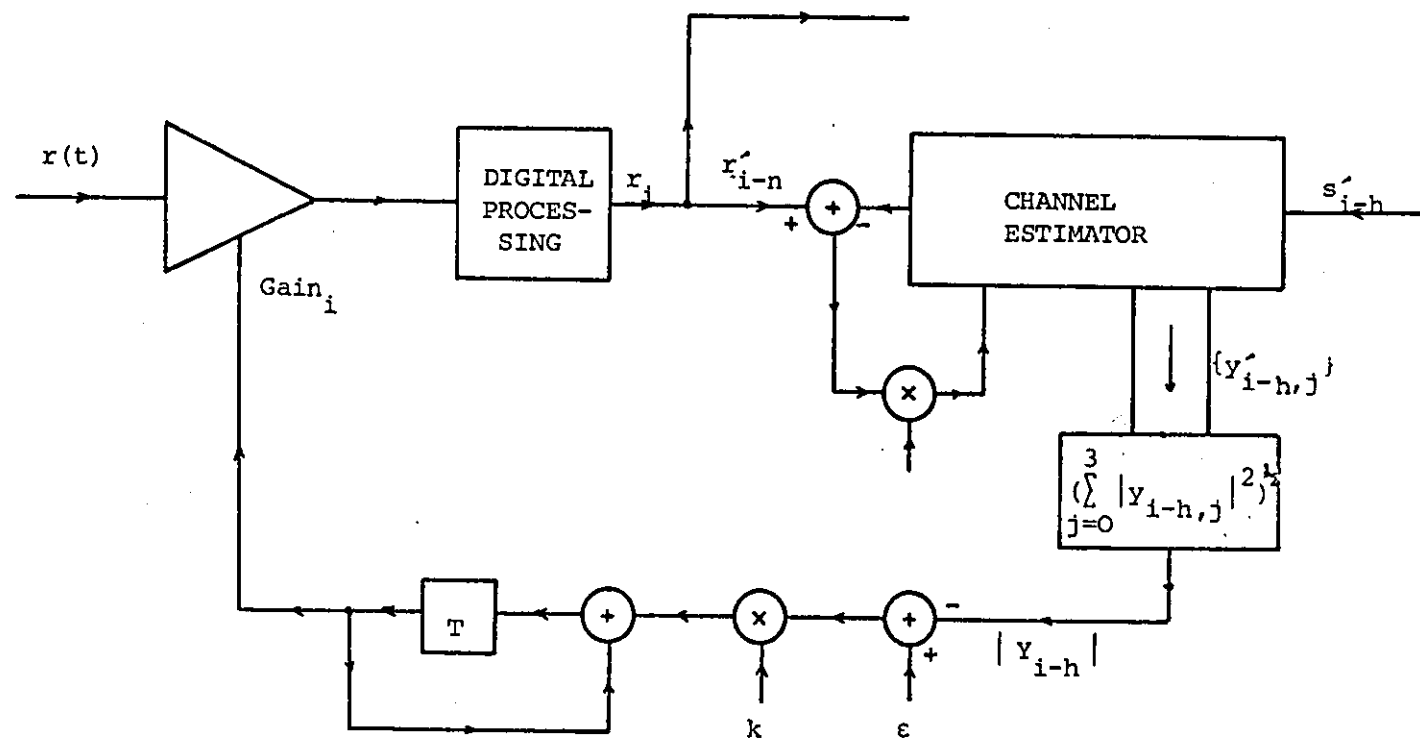 r(t)
Gain_i
DIGITAL
PROCES-
SING
r_i
r´_{i-n}
+
+
-
CHANNEL
ESTIMATOR
s´_{i-h}
×
{y´_{i-h,j}}
(∑_{j=0}^{3} |y_{i-h,j}|²)^½
T
+
×
k
+
-
+
ε
|Y_{i-h}|